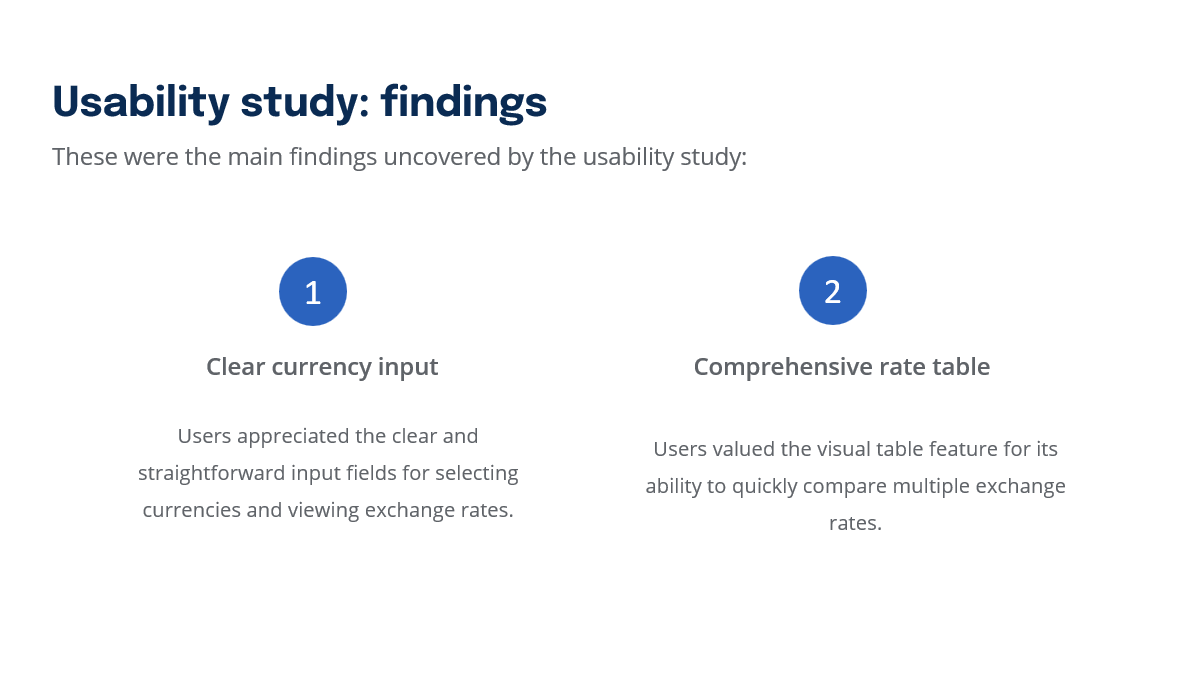 Usability study: findings
These were the main findings uncovered by the usability study:
1
Clear currency input
Users appreciated the clear and
straightforward input fields for selecting
currencies and viewing exchange rates.
2
Comprehensive rate table
Users valued the visual table feature for its
ability to quickly compare multiple exchange
rates.